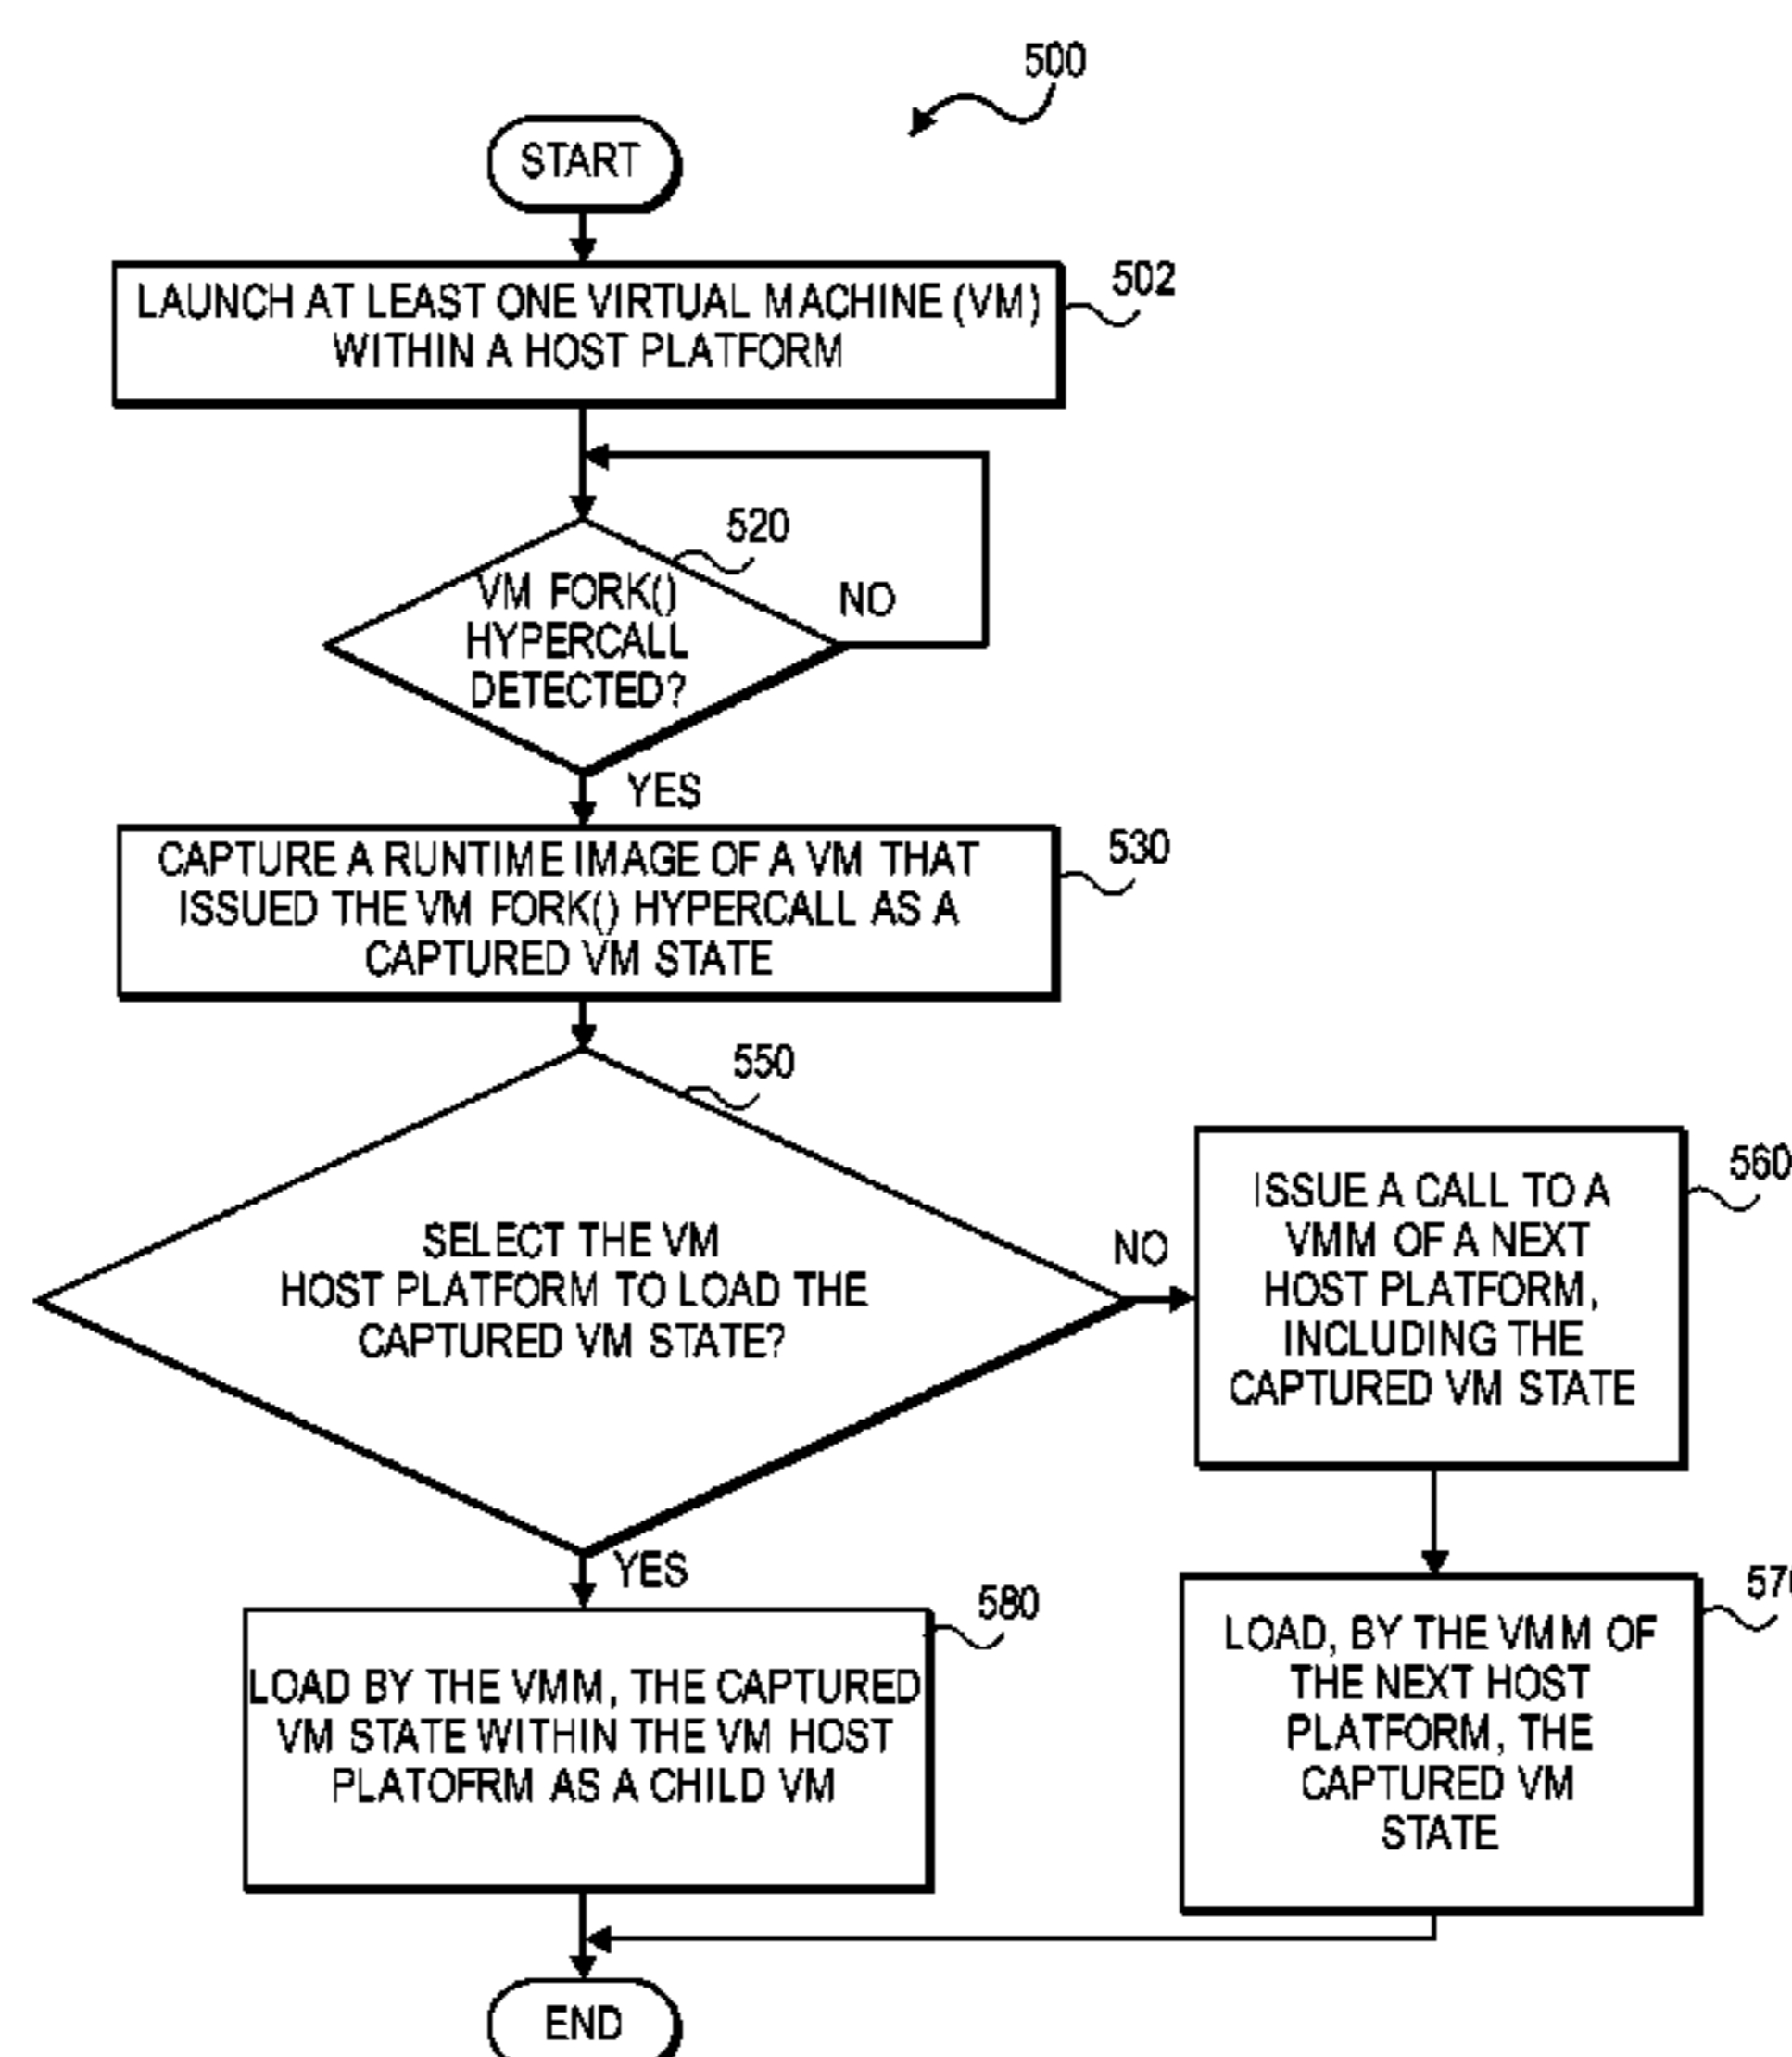 500
START
502
LAUNCH AT LEAST ONE VIRTUAL MACHINE (VM)
WITHIN A HOST PLATFORM
520
VM FORK()
HYPERCALL
DETECTED?
NO
YES
530
CAPTURE A RUNTIME IMAGE OF A VM THAT
ISSUED THE VM FORK() HYPERCALL AS A
CAPTURED VM STATE
550
SELECT THE VM
HOST PLATFORM TO LOAD THE
CAPTURED VM STATE?
NO
YES
560
ISSUE A CALL TO A
VMM OF A NEXT
HOST PLATFORM,
INCLUDING THE
CAPTURED VM STATE
570
LOAD, BY THE VMM OF
THE NEXT HOST
PLATFORM, THE
CAPTURED VM
STATE
580
LOAD BY THE VMM, THE CAPTURED
VM STATE WITHIN THE VM HOST
PLATOFRM AS A CHILD VM
END